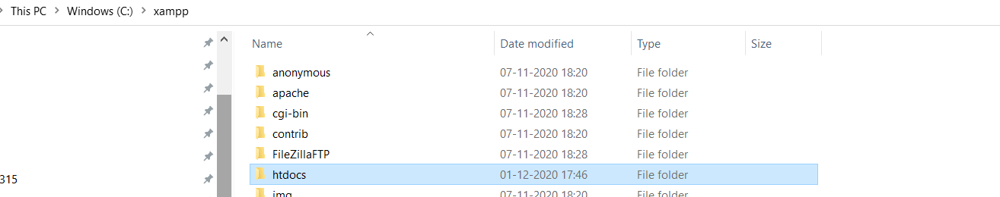 This PC > Windows (C:) > xampp
Name Date modified Type Size
anonymous 07-11-2020 18:20 File folder
apache 07-11-2020 18:20 File folder
cgi-bin 07-11-2020 18:28 File folder
contrib 07-11-2020 18:20 File folder
FileZillaFTP 07-11-2020 18:28 File folder
315
htdocs 01-12-2020 17:46 File folder
img 07-11-2020 18:20 File folder